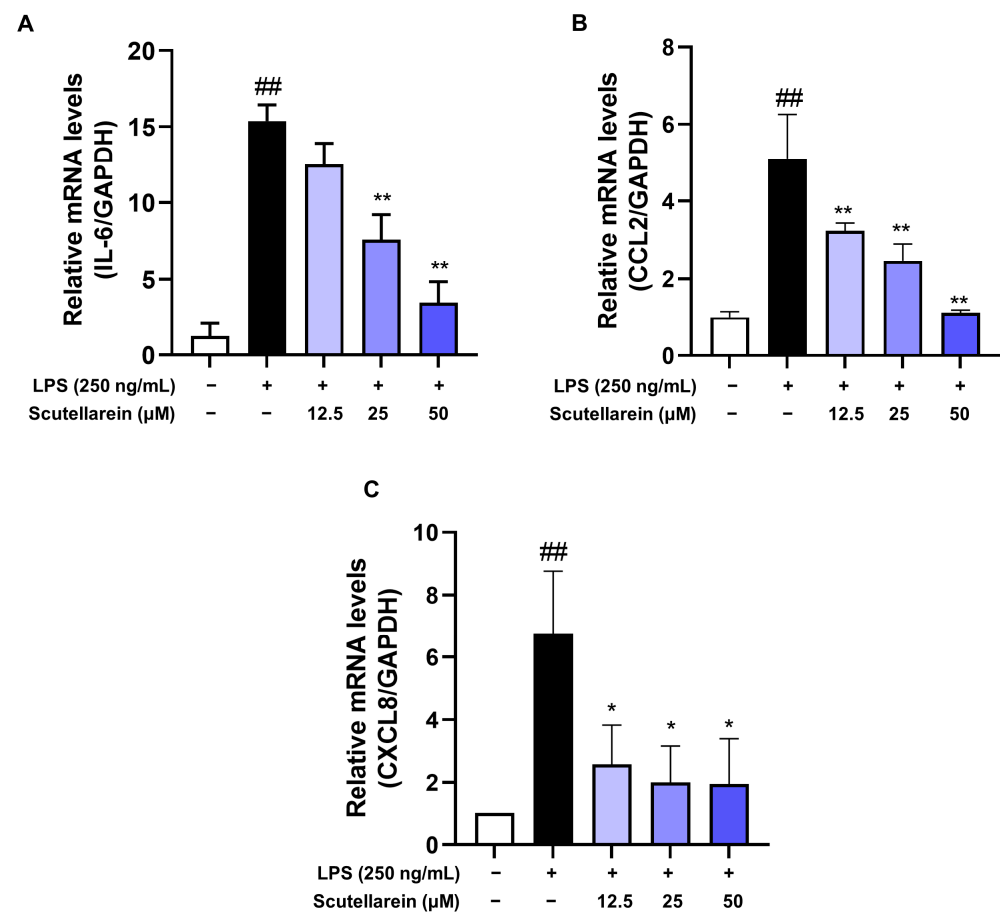 A
Relative mRNA levels
(IL-6/GAPDH)
20
15
10
5
0
##
**
**
LPS (250 ng/mL) − + + + +
Scutellarein (μM) − − 12.5 25 50
B
Relative mRNA levels
(CCL2/GAPDH)
8
6
4
2
0
##
**
**
**
LPS (250 ng/mL) − + + + +
Scutellarein (μM) − − 12.5 25 50
C
Relative mRNA levels
(CXCL8/GAPDH)
10
8
6
4
2
0
##
*
*
*
LPS (250 ng/mL) − + + + +
Scutellarein (μM) − − 12.5 25 50